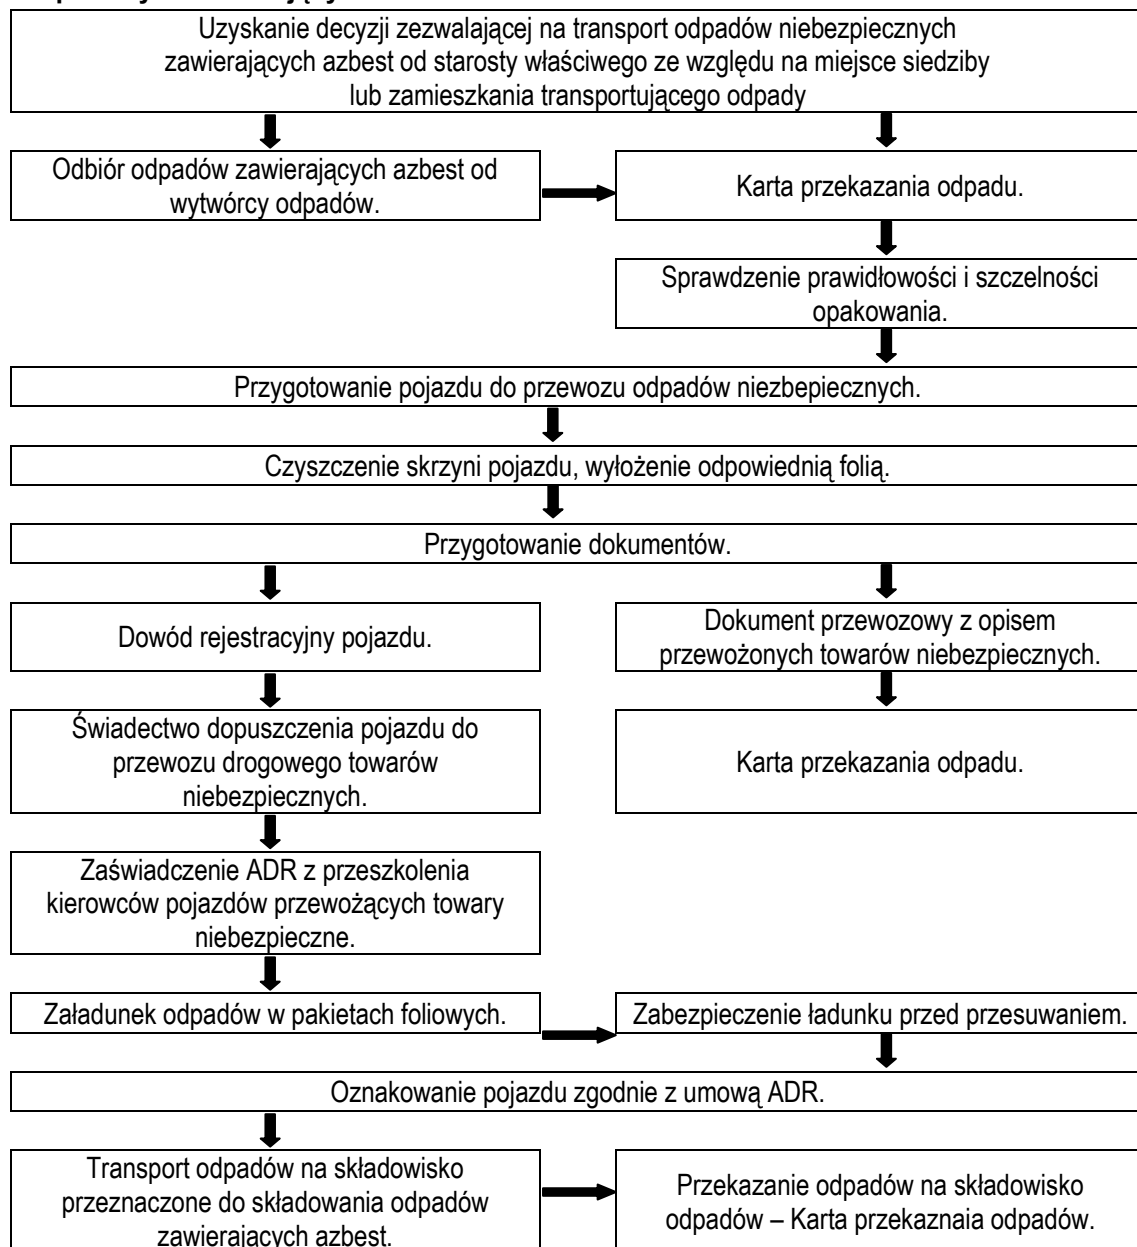 Uzyskanie decyzji zezwalającej na transport odpadów niebezpiecznych
zawierających azbest od starosty właściwego ze względu na miejsce siedziby
lub zamieszkania transportującego odpady
Odbiór odpadów zawierających azbest od
wytwórcy odpadów.
Karta przekazania odpadu.
Sprawdzenie prawidłowości i szczelności
opakowania.
Przygotowanie pojazdu do przewozu odpadów niezbepiecznych.
Czyszczenie skrzyni pojazdu, wyłożenie odpowiednią folią.
Przygotowanie dokumentów.
Dowód rejestracyjny pojazdu.
Dokument przewozowy z opisem
przewożonych towarów niebezpiecznych.
Świadectwo dopuszczenia pojazdu do
przewozu drogowego towarów
niebezpiecznych.
Karta przekazania odpadu.
Zaświadczenie ADR z przeszkolenia
kierowców pojazdów przewożących towary
niebezpieczne.
Załadunek odpadów w pakietach foliowych.
Zabezpieczenie ładunku przed przesuwaniem.
Oznakowanie pojazdu zgodnie z umową ADR.
Transport odpadów na składowisko
przeznaczone do składowania odpadów
zawierających azbest.
Przekazanie odpadów na składowisko
odpadów – Karta przekaznaia odpadów.